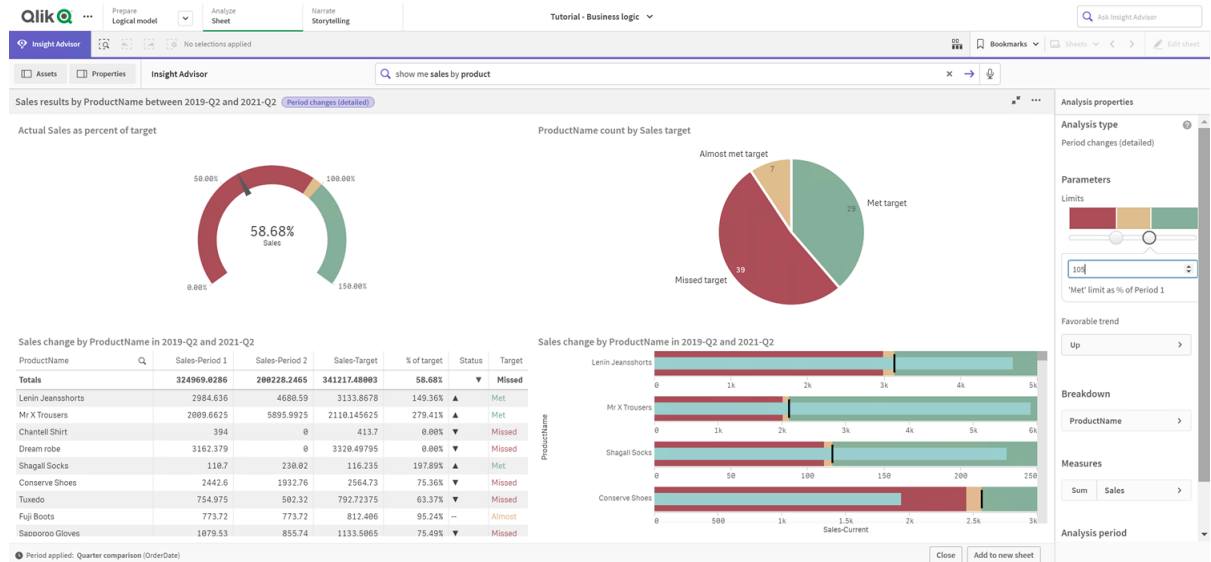 Qlik
Prepare
Logical model
Analyze
Sheet
Narrate
Storytelling
Tutorial - Business logic
Ask Insight Advisor
Insight Advisor
No selections applied
Bookmarks
Sheets
Edit sheet
Assets
Properties
Insight Advisor
show me sales by product
Sales results by ProductName between 2019-Q2 and 2021-Q2 Period changes (detailed)
Actual Sales as percent of target
50.00% 100.00%
58.68%
Sales
0.00% 150.00%
ProductName count by Sales target
Almost met target
7
29 Met target
39
Missed target
Sales change by ProductName in 2019-Q2 and 2021-Q2
ProductName Sales-Period 1 Sales-Period 2 Sales-Target % of target Status Target
Totals 324969.0286 200228.2465 341217.48003 58.68% ▼ Missed
Lenin Jeansshorts 2984.636 4680.59 3133.8678 149.36% ▲ Met
Mr X Trousers 2009.6625 5895.9925 2110.145625 279.41% ▲ Met
Chantell Shirt 394 0 413.7 0.00% ▼ Missed
Dream robe 3162.379 0 3320.49795 0.00% ▼ Missed
Shagall Socks 110.7 230.02 116.235 197.89% ▲ Met
Conserve Shoes 2442.6 1932.76 2564.73 75.36% ▼ Missed
Tuxedo 754.975 502.32 792.72375 63.37% ▼ Missed
Fuji Boots 773.72 773.72 812.406 95.24% -- Almost
Sapporoo Gloves 1079.53 855.74 1133.5065 75.49% ▼ Missed
Sales change by ProductName in 2019-Q2 and 2021-Q2
ProductName
Lenin Jeansshorts
0 1k 2k 3k 4k 5k
Mr X Trousers
0 1k 2k 3k 4k 5k 6k
Shagall Socks
0 50 100 150 200 250
Conserve Shoes
0 500 1k 1.5k 2k 2.5k 3k
Sales-Current
Analysis properties
Analysis type
Period changes (detailed)
Parameters
Limits
105
'Met' limit as % of Period 1
Favorable trend
Up
Breakdown
ProductName
Measures
Sum Sales
Analysis period
Period applied: Quarter comparison (OrderDate)
Close
Add to new sheet